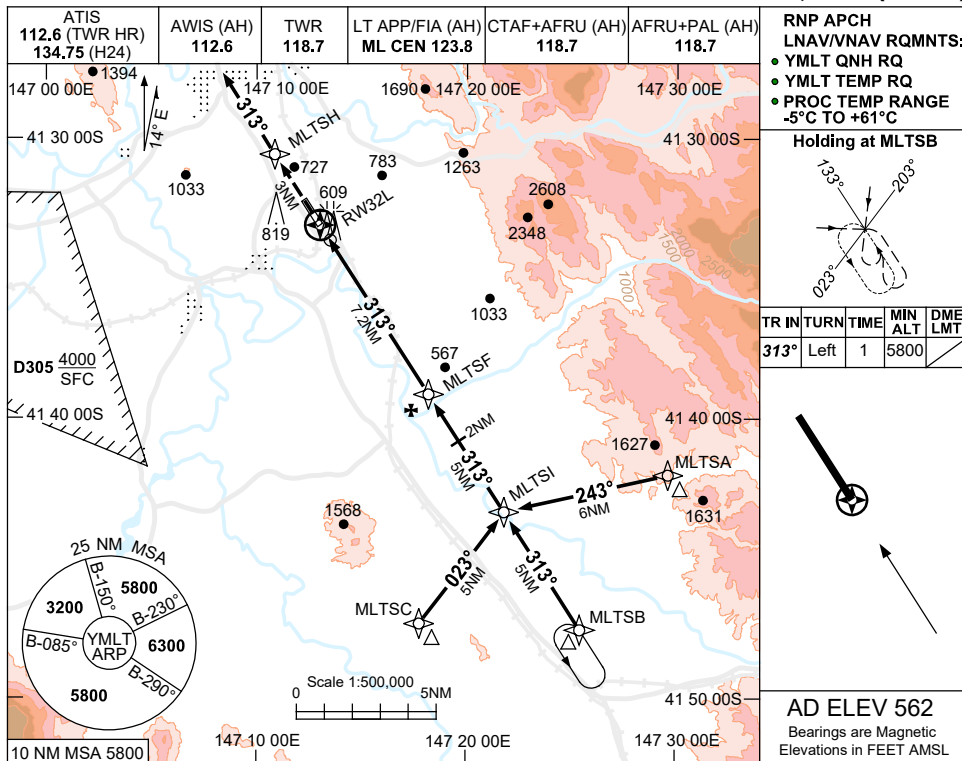 ATIS
112.6 (TWR HR)
134.75 (H24)
AWIS (AH)
112.6
TWR
118.7
LT APP/FIA (AH)
ML CEN 123.8
CTAF+AFRU (AH)
118.7
AFRU+PAL (AH)
118.7
RNP APCH
LNAV/VNAV RQMNTS:
YMLT QNH RQ
YMLT TEMP RQ
PROC TEMP RANGE
-5°C TO +61°C
1394
147 00 00E
147 10 00E
1690
147 20 00E
147 30 00E
14° E
313°
41 30 00S
MLTSH
41 30 00S
727
783
1263
1033
3NM
609
RW32L
2608
819
2348
2000
1500
2500
1000
Holding at MLTSB
133°
203°
023°
313°
7.2NM
1033
TR IN
TURN
TIME
MIN ALT
DME LMT
313°
Left
1
5800
D305
4000
SFC
567
MLTSF
41 40 00S
41 40 00S
2NM
1627
313°
5NM
MLTSI
MLTSA
243°
6NM
1631
1568
25 NM MSA
B-150°
5800
B-230°
3200
023°
5NM
313°
5NM
MLTSC
MLTSB
B-085°
YMLT
ARP
6300
B-290°
5800
Scale 1:500,000
0
5NM
41 50 00S
10 NM MSA 5800
147 10 00E
147 20 00E
147 30 00E
AD ELEV 562
Bearings are Magnetic
Elevations in FEET AMSL